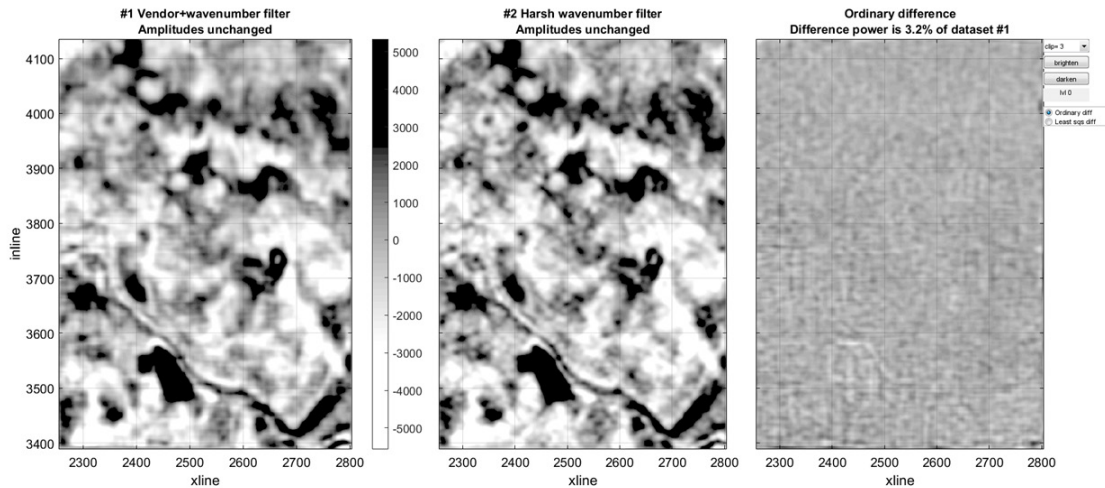 #1 Vendor+wavenumber filter
Amplitudes unchanged
#2 Harsh wavenumber filter
Amplitudes unchanged
Ordinary difference
Difference power is 3.2% of dataset #1
4100
4000
3900
3800
3700
3600
3500
3400
inline
2300
2400
2500
2600
2700
2800
xline
5000
4000
3000
2000
1000
0
-1000
-2000
-3000
-4000
-5000
2300
2400
2500
2600
2700
2800
xline
2300
2400
2500
2600
2700
2800
xline
clip= 3
brighten
darken
lvl 0
Ordinary diff
Least sqs diff